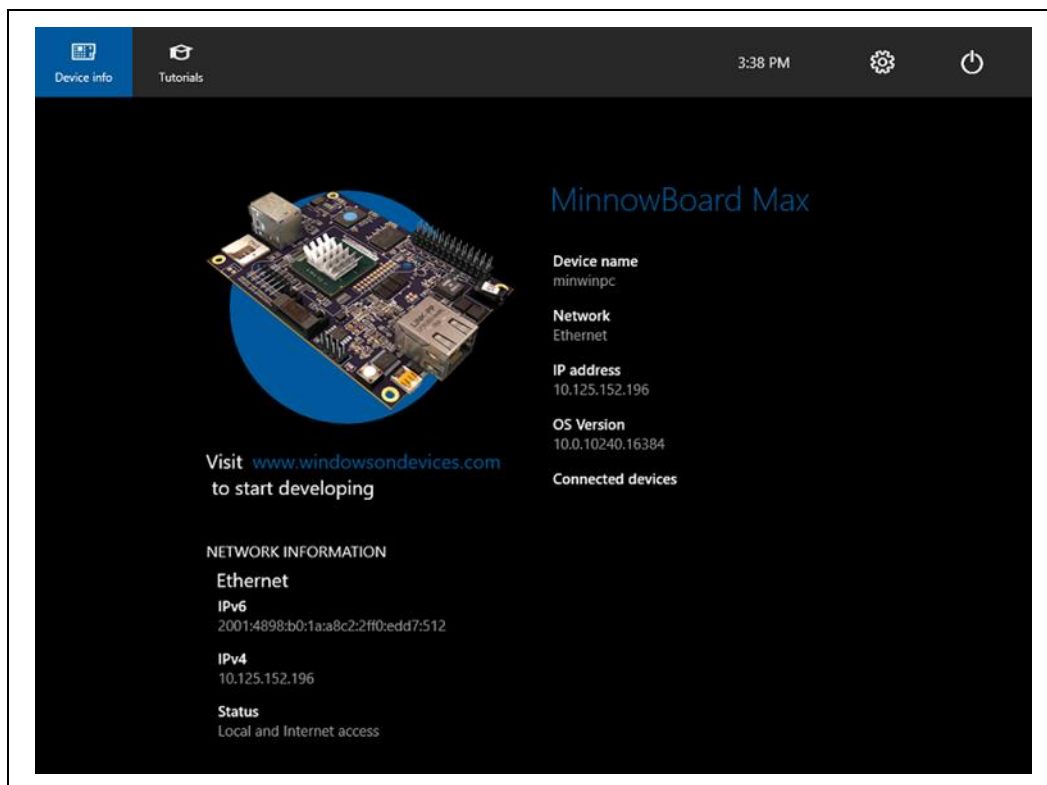 Device info
Tutorials
3:38 PM
MinnowBoard Max
Device name
minwinpc
Network
Ethernet
IP address
10.125.152.196
OS Version
10.0.10240.16384
Connected devices
Visit www.windowsondevices.com
to start developing
NETWORK INFORMATION
Ethernet
IPv6
2001:4898:b0:1a:a8c2:2ff0:edd7:512
IPv4
10.125.152.196
Status
Local and Internet access